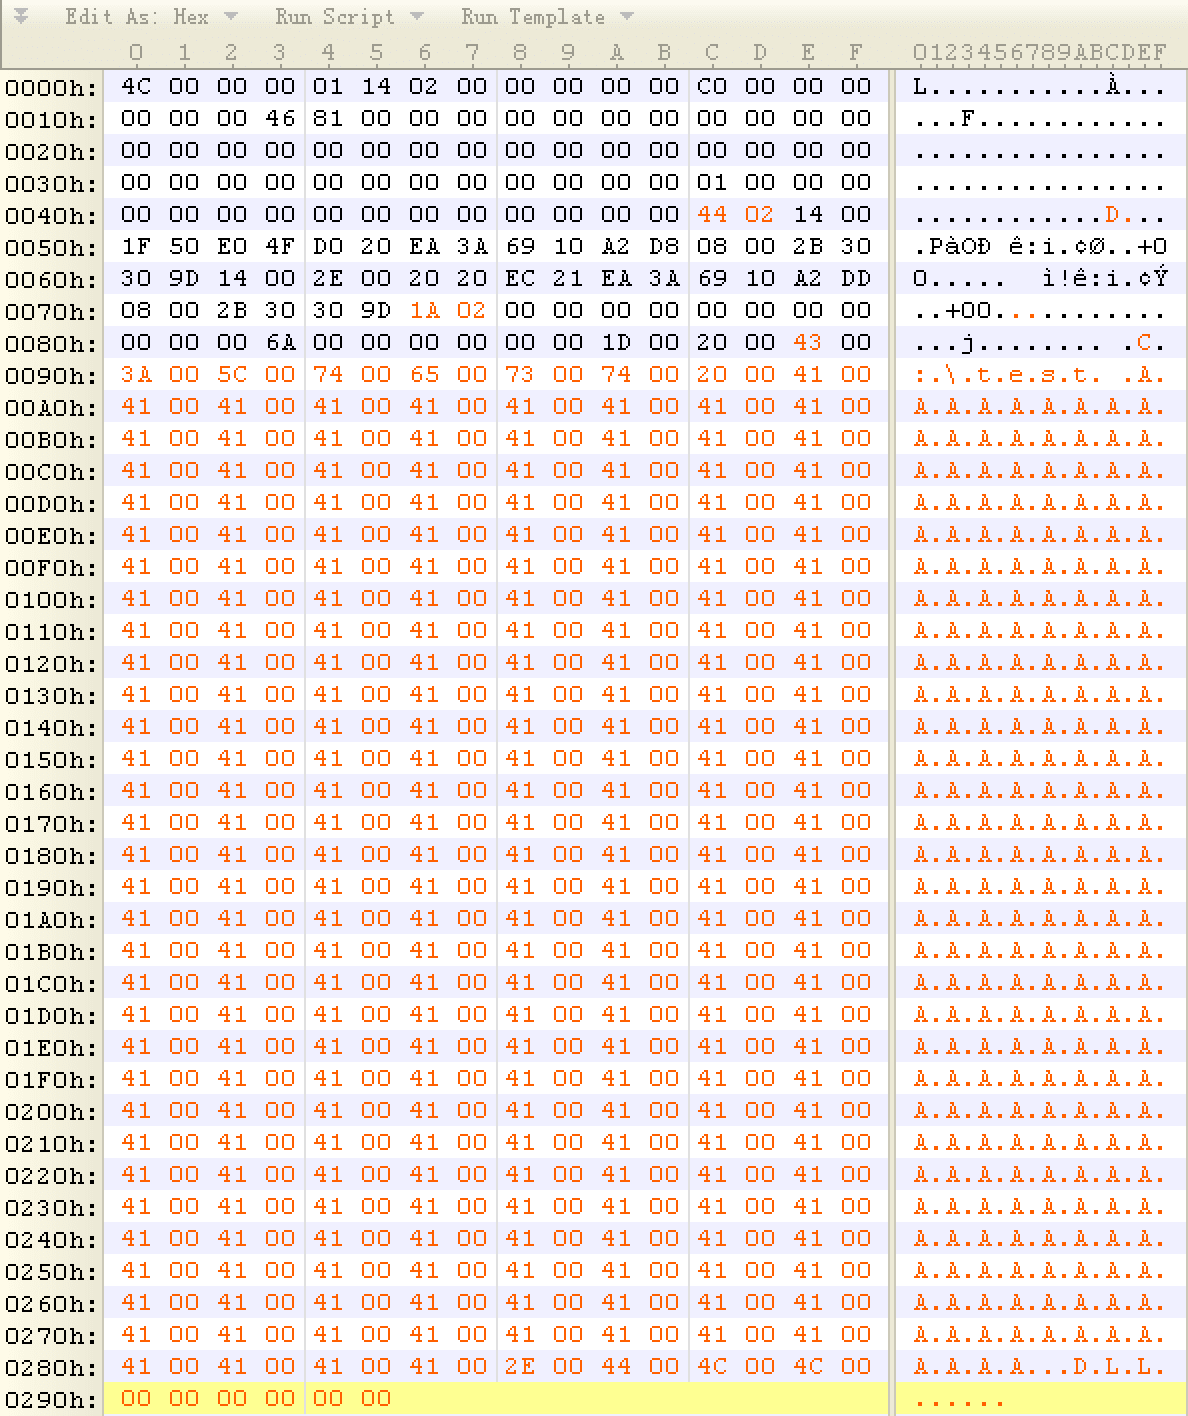 Edit As: Hex Run Script Run Template
0 1 2 3 4 5 6 7 8 9 A B C D E F 0123456789ABCDEF
0000h: 4C 00 00 00 01 14 02 00 00 00 00 00 C0 00 00 00 L...........À...
0010h: 00 00 00 46 81 00 00 00 00 00 00 00 00 00 00 00 ...F............
0020h: 00 00 00 00 00 00 00 00 00 00 00 00 00 00 00 00 ................
0030h: 00 00 00 00 00 00 00 00 00 00 00 00 01 00 00 00 ................
0040h: 00 00 00 00 00 00 00 00 00 00 00 00 44 02 14 00 ............D...
0050h: 1F 50 E0 4F D0 20 EA 3A 69 10 A2 D8 08 00 2B 30 .PàOÐ ê:i.¢Ø..+0
0060h: 30 9D 14 00 2E 00 20 20 EC 21 EA 3A 69 10 A2 DD 0.....  ì!ê:i.¢Ý
0070h: 08 00 2B 30 30 9D 1A 02 00 00 00 00 00 00 00 00 ..+00...........
0080h: 00 00 00 6A 00 00 00 00 00 00 1D 00 20 00 43 00 ...j........ .C.
0090h: 3A 00 5C 00 74 00 65 00 73 00 74 00 20 00 41 00 :.\.t.e.s.t. .A.
00A0h: 41 00 41 00 41 00 41 00 41 00 41 00 41 00 41 00 A.A.A.A.A.A.A.A.
00B0h: 41 00 41 00 41 00 41 00 41 00 41 00 41 00 41 00 A.A.A.A.A.A.A.A.
00C0h: 41 00 41 00 41 00 41 00 41 00 41 00 41 00 41 00 A.A.A.A.A.A.A.A.
00D0h: 41 00 41 00 41 00 41 00 41 00 41 00 41 00 41 00 A.A.A.A.A.A.A.A.
00E0h: 41 00 41 00 41 00 41 00 41 00 41 00 41 00 41 00 A.A.A.A.A.A.A.A.
00F0h: 41 00 41 00 41 00 41 00 41 00 41 00 41 00 41 00 A.A.A.A.A.A.A.A.
0100h: 41 00 41 00 41 00 41 00 41 00 41 00 41 00 41 00 A.A.A.A.A.A.A.A.
0110h: 41 00 41 00 41 00 41 00 41 00 41 00 41 00 41 00 A.A.A.A.A.A.A.A.
0120h: 41 00 41 00 41 00 41 00 41 00 41 00 41 00 41 00 A.A.A.A.A.A.A.A.
0130h: 41 00 41 00 41 00 41 00 41 00 41 00 41 00 41 00 A.A.A.A.A.A.A.A.
0140h: 41 00 41 00 41 00 41 00 41 00 41 00 41 00 41 00 A.A.A.A.A.A.A.A.
0150h: 41 00 41 00 41 00 41 00 41 00 41 00 41 00 41 00 A.A.A.A.A.A.A.A.
0160h: 41 00 41 00 41 00 41 00 41 00 41 00 41 00 41 00 A.A.A.A.A.A.A.A.
0170h: 41 00 41 00 41 00 41 00 41 00 41 00 41 00 41 00 A.A.A.A.A.A.A.A.
0180h: 41 00 41 00 41 00 41 00 41 00 41 00 41 00 41 00 A.A.A.A.A.A.A.A.
0190h: 41 00 41 00 41 00 41 00 41 00 41 00 41 00 41 00 A.A.A.A.A.A.A.A.
01A0h: 41 00 41 00 41 00 41 00 41 00 41 00 41 00 41 00 A.A.A.A.A.A.A.A.
01B0h: 41 00 41 00 41 00 41 00 41 00 41 00 41 00 41 00 A.A.A.A.A.A.A.A.
01C0h: 41 00 41 00 41 00 41 00 41 00 41 00 41 00 41 00 A.A.A.A.A.A.A.A.
01D0h: 41 00 41 00 41 00 41 00 41 00 41 00 41 00 41 00 A.A.A.A.A.A.A.A.
01E0h: 41 00 41 00 41 00 41 00 41 00 41 00 41 00 41 00 A.A.A.A.A.A.A.A.
01F0h: 41 00 41 00 41 00 41 00 41 00 41 00 41 00 41 00 A.A.A.A.A.A.A.A.
0200h: 41 00 41 00 41 00 41 00 41 00 41 00 41 00 41 00 A.A.A.A.A.A.A.A.
0210h: 41 00 41 00 41 00 41 00 41 00 41 00 41 00 41 00 A.A.A.A.A.A.A.A.
0220h: 41 00 41 00 41 00 41 00 41 00 41 00 41 00 41 00 A.A.A.A.A.A.A.A.
0230h: 41 00 41 00 41 00 41 00 41 00 41 00 41 00 41 00 A.A.A.A.A.A.A.A.
0240h: 41 00 41 00 41 00 41 00 41 00 41 00 41 00 41 00 A.A.A.A.A.A.A.A.
0250h: 41 00 41 00 41 00 41 00 41 00 41 00 41 00 41 00 A.A.A.A.A.A.A.A.
0260h: 41 00 41 00 41 00 41 00 41 00 41 00 41 00 41 00 A.A.A.A.A.A.A.A.
0270h: 41 00 41 00 41 00 41 00 41 00 41 00 41 00 41 00 A.A.A.A.A.A.A.A.
0280h: 41 00 41 00 41 00 41 00 2E 00 44 00 4C 00 4C 00 A.A.A.A...D.L.L.
0290h: 00 00 00 00 00 00 ......